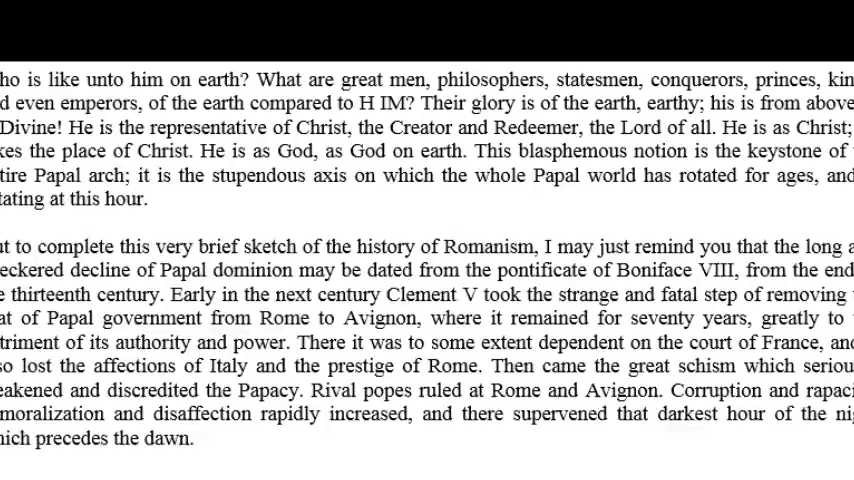 ho is like unto him on earth? What are great men, philosophers, statesmen, conquerors, princes, kin
d even emperors, of the earth compared to H IM? Their glory is of the earth, earthy; his is from above
Divine! He is the representative of Christ, the Creator and Redeemer, the Lord of all. He is as Christ;
kes the place of Christ. He is as God, as God on earth. This blasphemous notion is the keystone of
tire Papal arch; it is the stupendous axis on which the whole Papal world has rotated for ages, and
tating at this hour.
ut to complete this very brief sketch of the history of Romanism, I may just remind you that the long a
eckered decline of Papal dominion may be dated from the pontificate of Boniface VIII, from the end
e thirteenth century. Early in the next century Clement V took the strange and fatal step of removing
at of Papal government from Rome to Avignon, where it remained for seventy years, greatly to
triment of its authority and power. There it was to some extent dependent on the court of France, and
so lost the affections of Italy and the prestige of Rome. Then came the great schism which seriou
eakened and discredited the Papacy. Rival popes ruled at Rome and Avignon. Corruption and rapaci
moralization and disaffection rapidly increased, and there supervened that darkest hour of the nig
hich precedes the dawn.